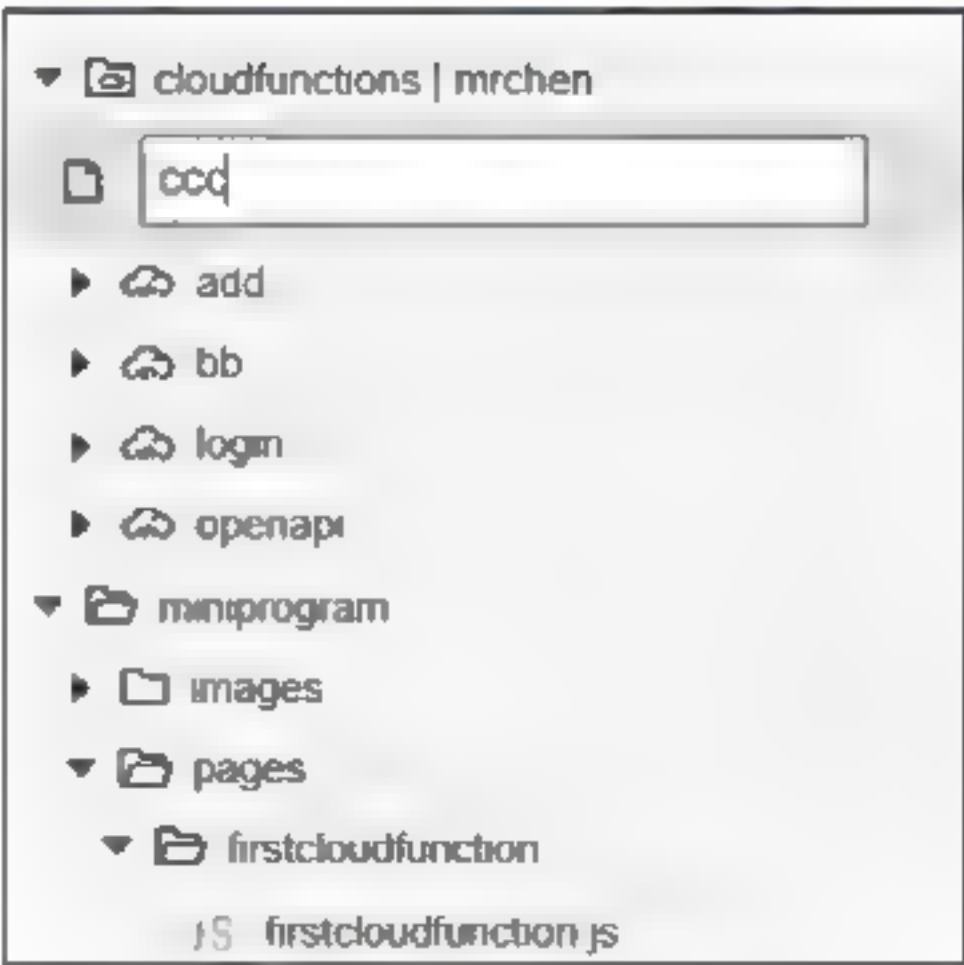 cloudfunctions | mrchen
ccc
add
bb
login
openapi
miniprogram
images
pages
firstcloudfunction
JS firstcloudfunction.js